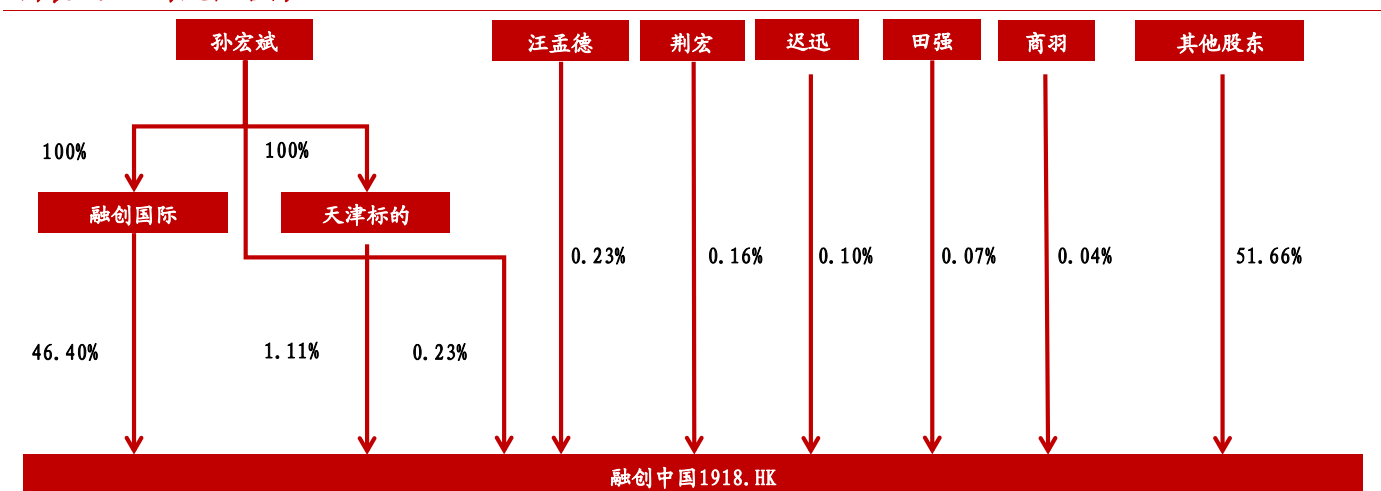 孙宏斌
汪孟德
荆宏
迟迅
田强
商羽
其他股东
100%
100%
融创国际
天津标的
0.23%
0.16%
0.10%
0.07%
0.04%
51.66%
46.40%
1.11%
0.23%
融创中国1918.HK